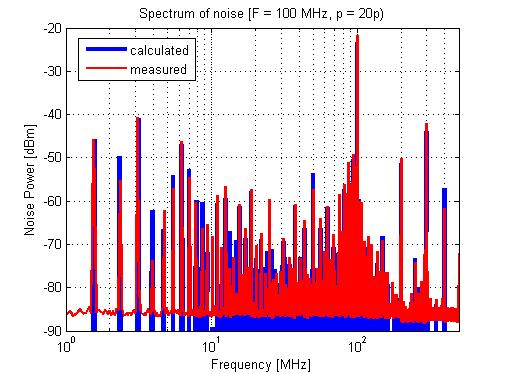 Spectrum of noise [F = 100 MHz, p = 20p)
calculated
measured
Noise Power [dBm]
-20
-30
-40
-50
-60
-70
-80
-90
10^0
10^1
10^2
Frequency [MHz]